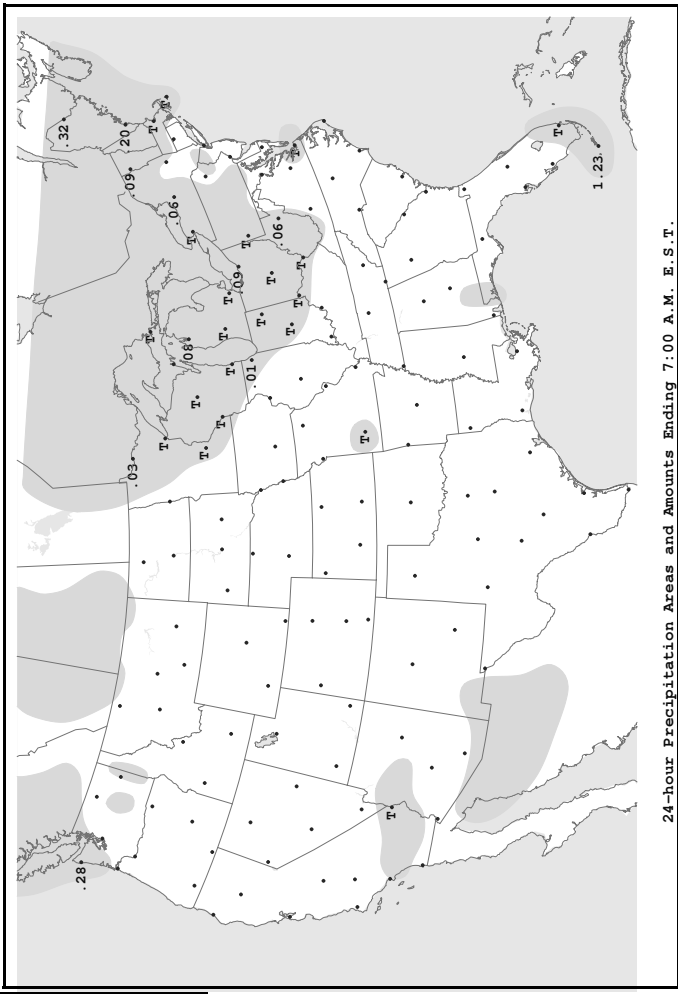 .32
.28
.20
.09
.03
T
T
T
T
.06
.08
T
T
T
T
T
T
T
.09
T
.01
T
T
.06
T
T
T
T
T
T
T
1.23
24-hour Precipitation Areas and Amounts Ending 7:00 A.M. E.S.T.